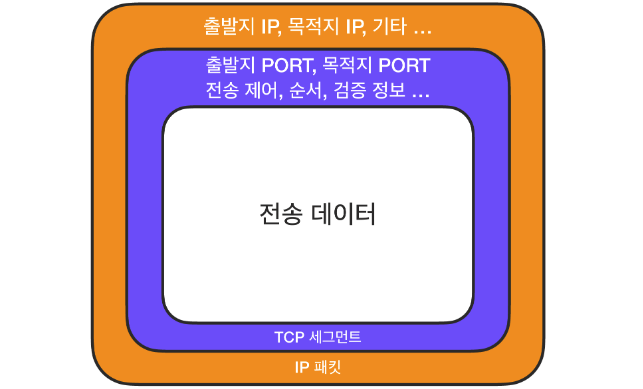 출발지 IP, 목적지 IP, 기타 ...
출발지 PORT, 목적지 PORT
전송 제어, 순서, 검증 정보 ...
전송 데이터
TCP 세그먼트
IP 패킷